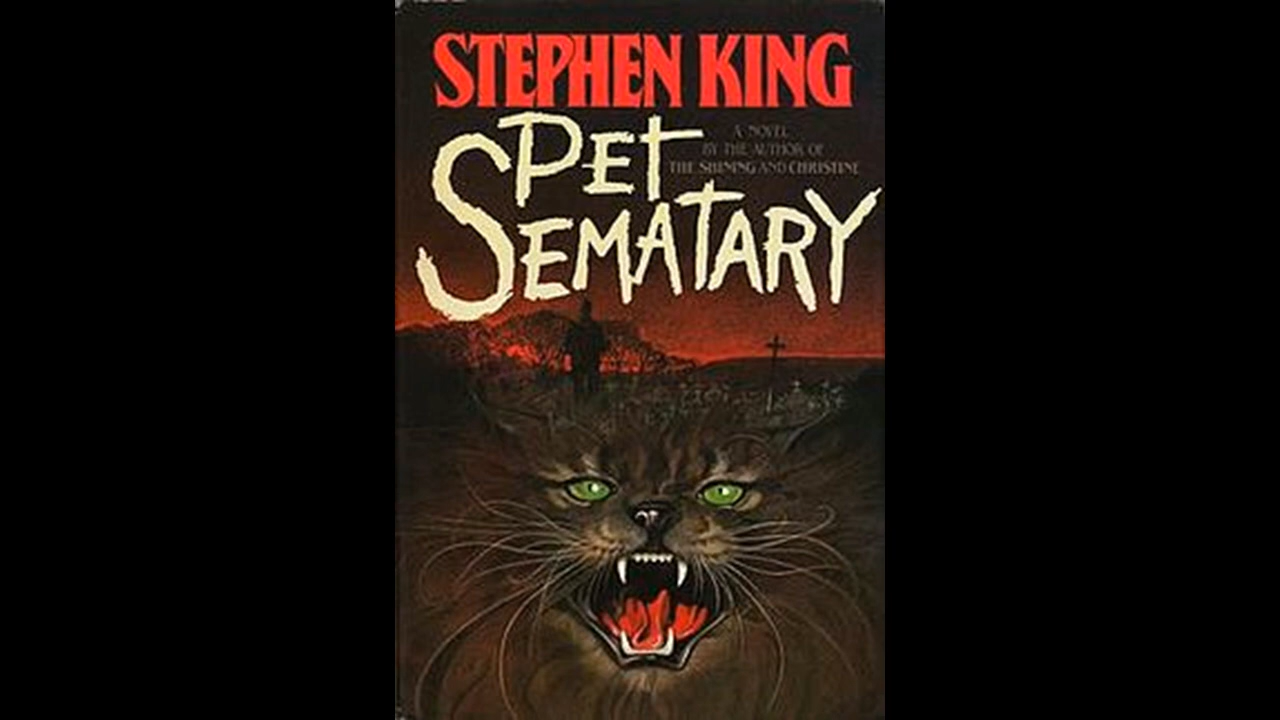 STEPHEN KING
PET
SEMATARY
A NOVEL
BY THE AUTHOR OF
THE SHINING AND CHRISTINE